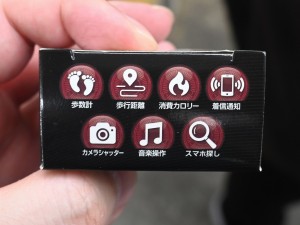 歩数計 歩行距離 消費カロリー 着信通知
カメラシャッター 音楽操作 スマホ探し